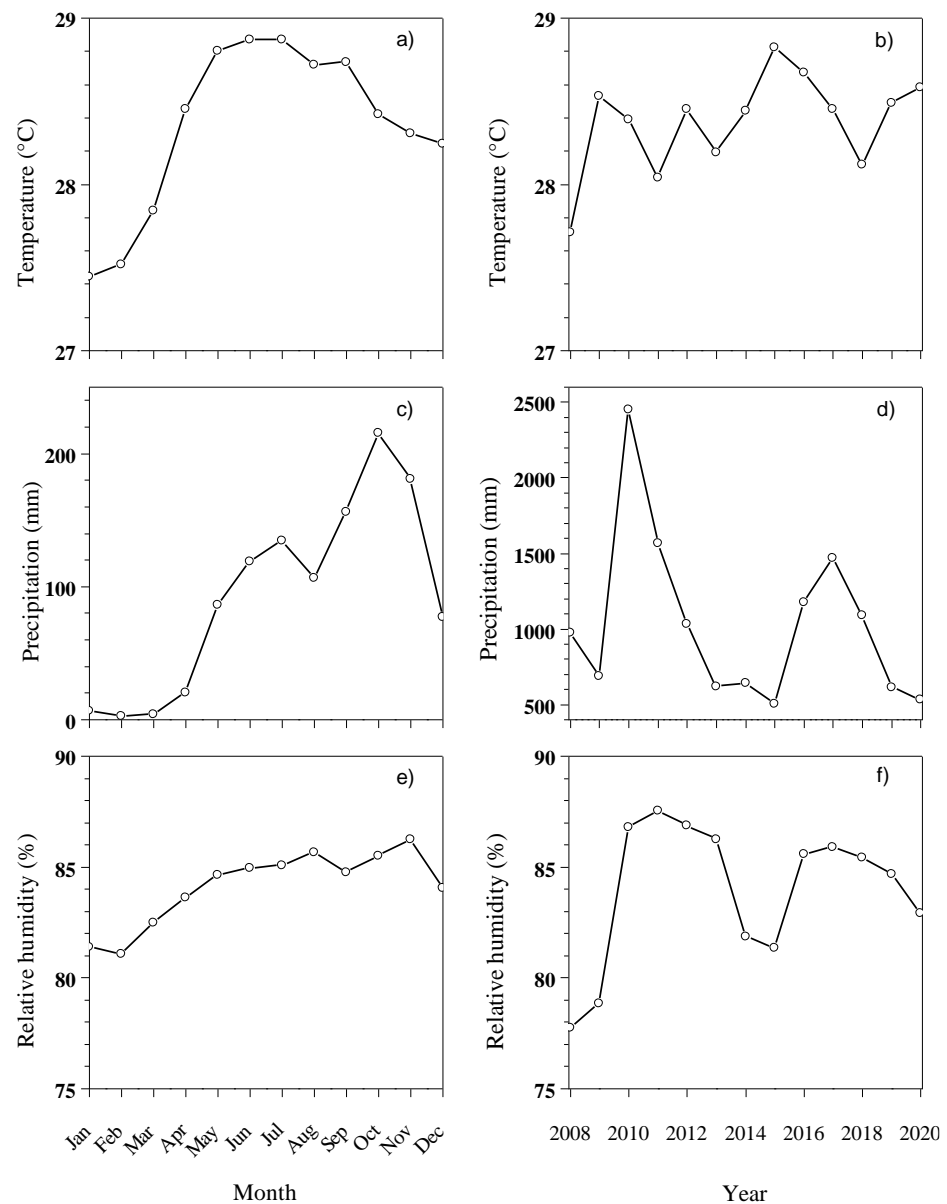 29
a)
28
27
Temperature (°C)
29
b)
28
27
Temperature (°C)
c)
200
100
0
Precipitation (mm)
d)
2500
2000
1500
1000
500
Precipitation (mm)
90
e)
85
80
75
Relative humidity (%)
Jan Feb Mar Apr May Jun Jul Aug Sep Oct Nov Dec
Month
90
f)
85
80
75
Relative humidity (%)
2008 2010 2012 2014 2016 2018 2020
Year